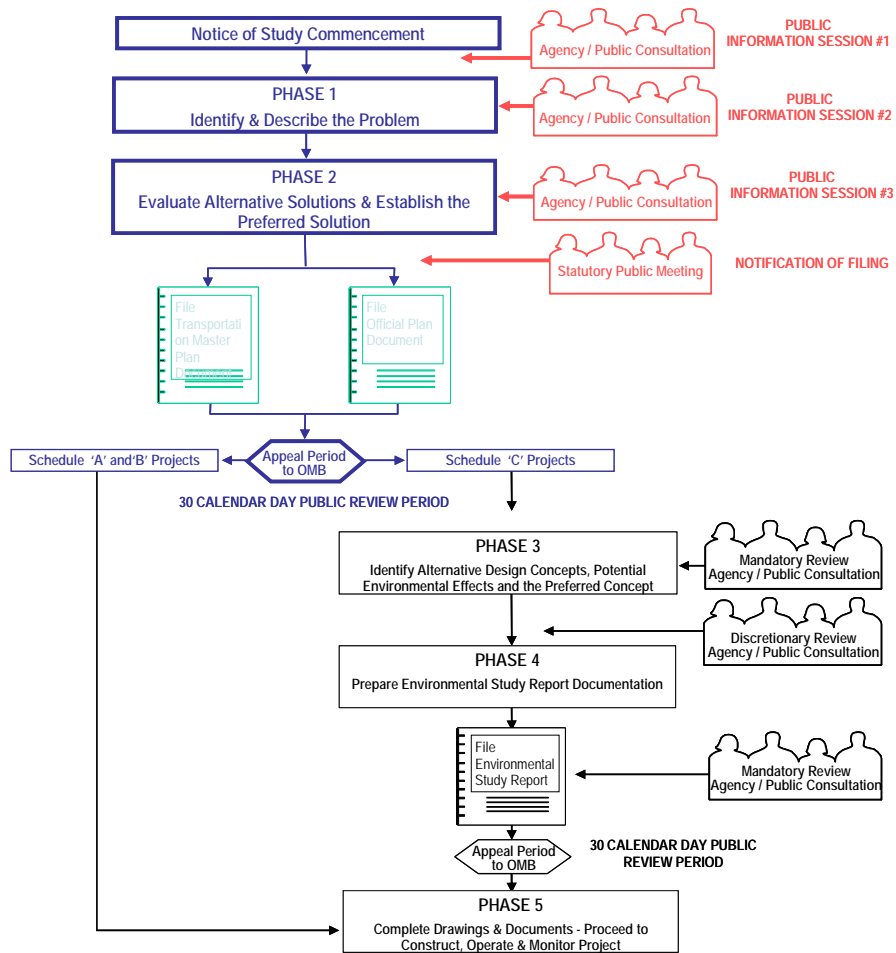 Notice of Study Commencement
PUBLIC
INFORMATION SESSION #1
Agency / Public Consultation
PHASE 1
Identify & Describe the Problem
PUBLIC
INFORMATION SESSION #2
Agency / Public Consultation
PHASE 2
Evaluate Alternative Solutions & Establish the
Preferred Solution
PUBLIC
INFORMATION SESSION #3
Agency / Public Consultation
Statutory Public Meeting
NOTIFICATION OF FILING
File
Transportati
on Master
Plan
Document
File
Official Plan
Document
Schedule 'A' and'B' Projects
Appeal Period
to OMB
Schedule 'C' Projects
30 CALENDAR DAY PUBLIC REVIEW PERIOD
PHASE 3
Identify Alternative Design Concepts, Potential
Environmental Effects and the Preferred Concept
Mandatory Review
Agency / Public Consultation
Discretionary Review
Agency / Public Consultation
PHASE 4
Prepare Environmental Study Report Documentation
File
Environmental
Study Report
Mandatory Review
Agency / Public Consultation
Appeal Period
to OMB
30 CALENDAR DAY PUBLIC
REVIEW PERIOD
PHASE 5
Complete Drawings & Documents - Proceed to
Construct, Operate & Monitor Project